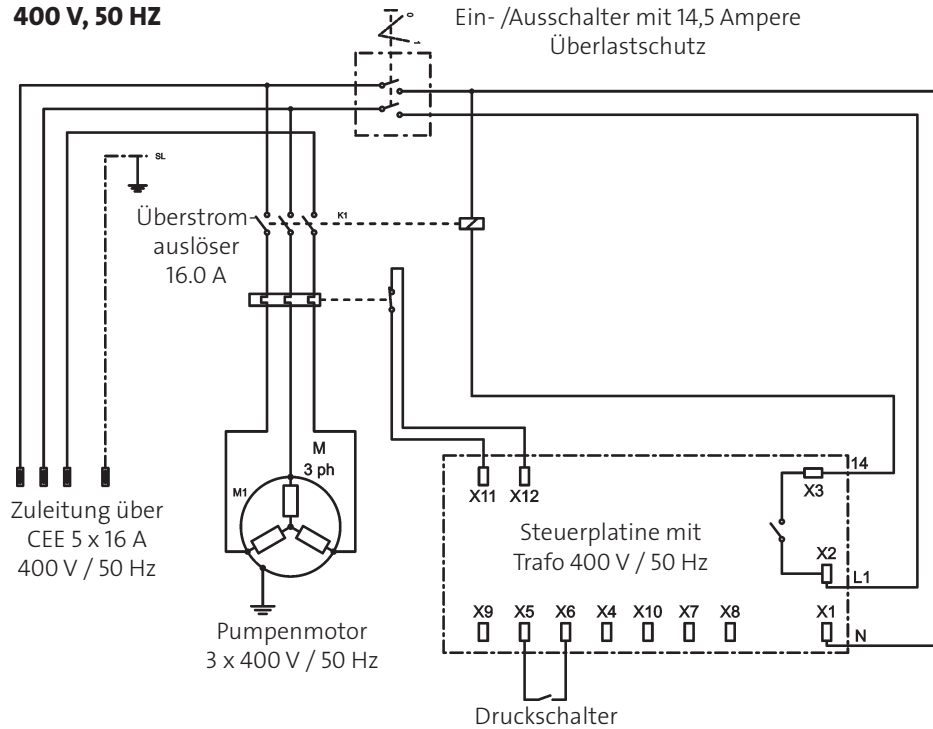 400 V, 50 HZ
Ein- /Ausschalter mit 14,5 Ampere
Überlastschutz
0
1
SL
Überstrom
auslöser
16.0 A
K1
M
3 ph
M1
Zuleitung über
CEE 5 x 16 A
400 V / 50 Hz
Pumpenmotor
3 x 400 V / 50 Hz
X11 X12
X3
14
Steuerplatine mit
Trafo 400 V / 50 Hz
X2
L1
X9 X5 X6 X4 X10 X7 X8 X1
N
Druckschalter